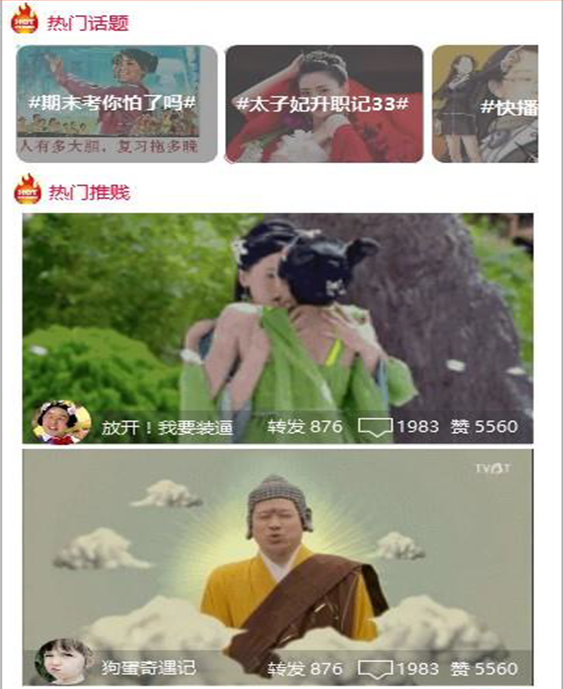 HOT
热门话题
#期末考你怕了吗#
#太子妃升职记33#
#快播
人有多大胆，复习拖多晚
HOT
热门推贱
放开！我要装逼
转发 876
1983
赞 5560
TVBT
狗蛋奇遇记
转发 876
1983
赞 5560